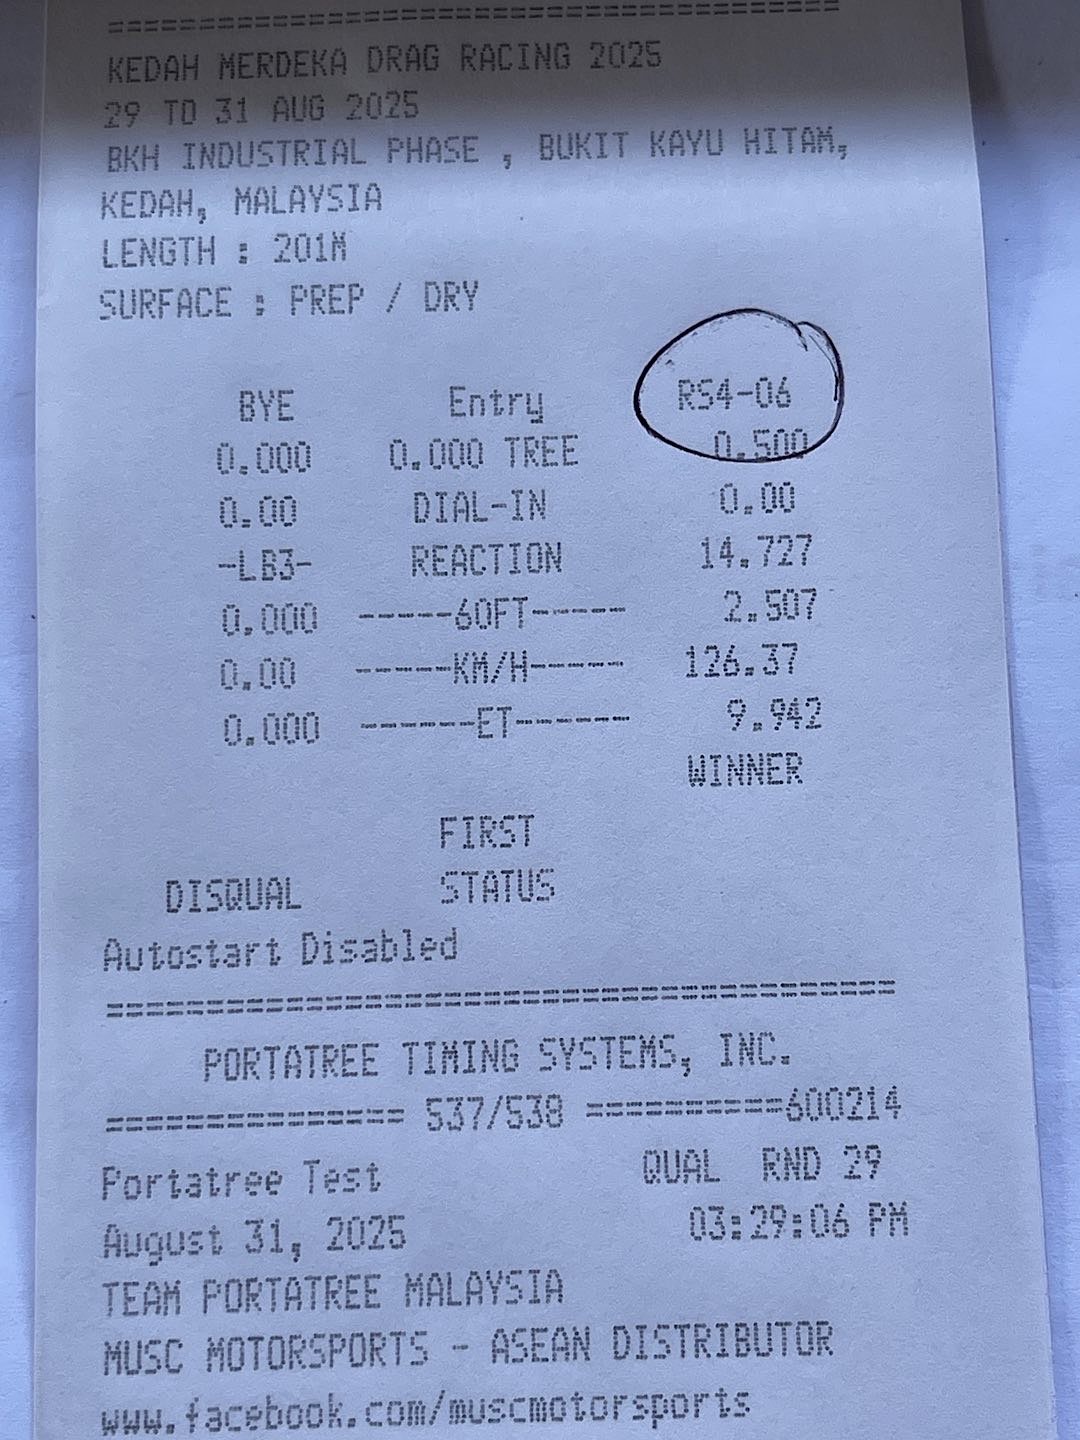 =================================================
KEDAH MERDEKA DRAG RACING 2025
29 TO 31 AUG 2025
BKH INDUSTRIAL PHASE , BUKIT KAYU HITAM,
KEDAH, MALAYSIA
LENGTH : 201M
SURFACE : PREP / DRY
BYE Entry RS4-06
0.000 0.000 TREE 0.500
0.00 DIAL-IN 0.00
-LB3- REACTION 14.727
0.000 -----60FT----- 2.507
0.00 -----KM/H----- 126.37
0.000 ------ET------ 9.942
WINNER
FIRST
DISQUAL STATUS
Autostart Disabled
=================================================
PORTATREE TIMING SYSTEMS, INC.
=============== 537/538 ==========600214
Portatree Test QUAL RND 29
August 31, 2025 03:29:06 PM
TEAM PORTATREE MALAYSIA
MUSC MOTORSPORTS - ASEAN DISTRIBUTOR
www.facebook.com/muscmotorsports